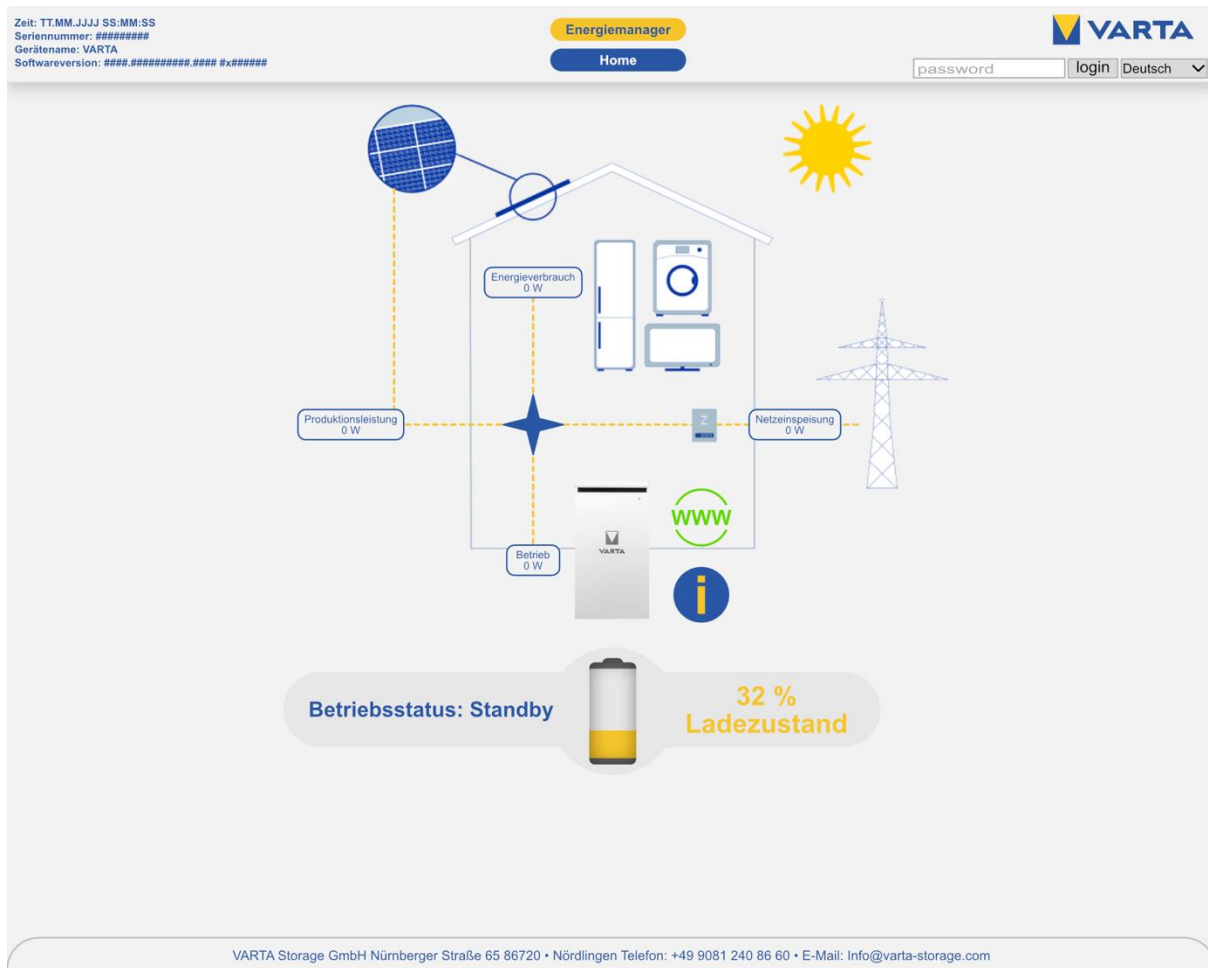 Zeit: TT.MM.JJJJ SS:MM:SS
Seriennummer: #########
Gerätename: VARTA
Softwareversion: ####.##########.#### #x######
Energiemanager
Home
VARTA
password
login
Deutsch
Energieverbrauch
0 W
Produktionsleistung
0 W
Z
Netzeinspeisung
0 W
VARTA
WWW
Betrieb
0 W
i
Betriebsstatus: Standby
32 %
Ladezustand
VARTA Storage GmbH Nürnberger Straße 65 86720 • Nördlingen Telefon: +49 9081 240 86 60 • E-Mail: Info@varta-storage.com